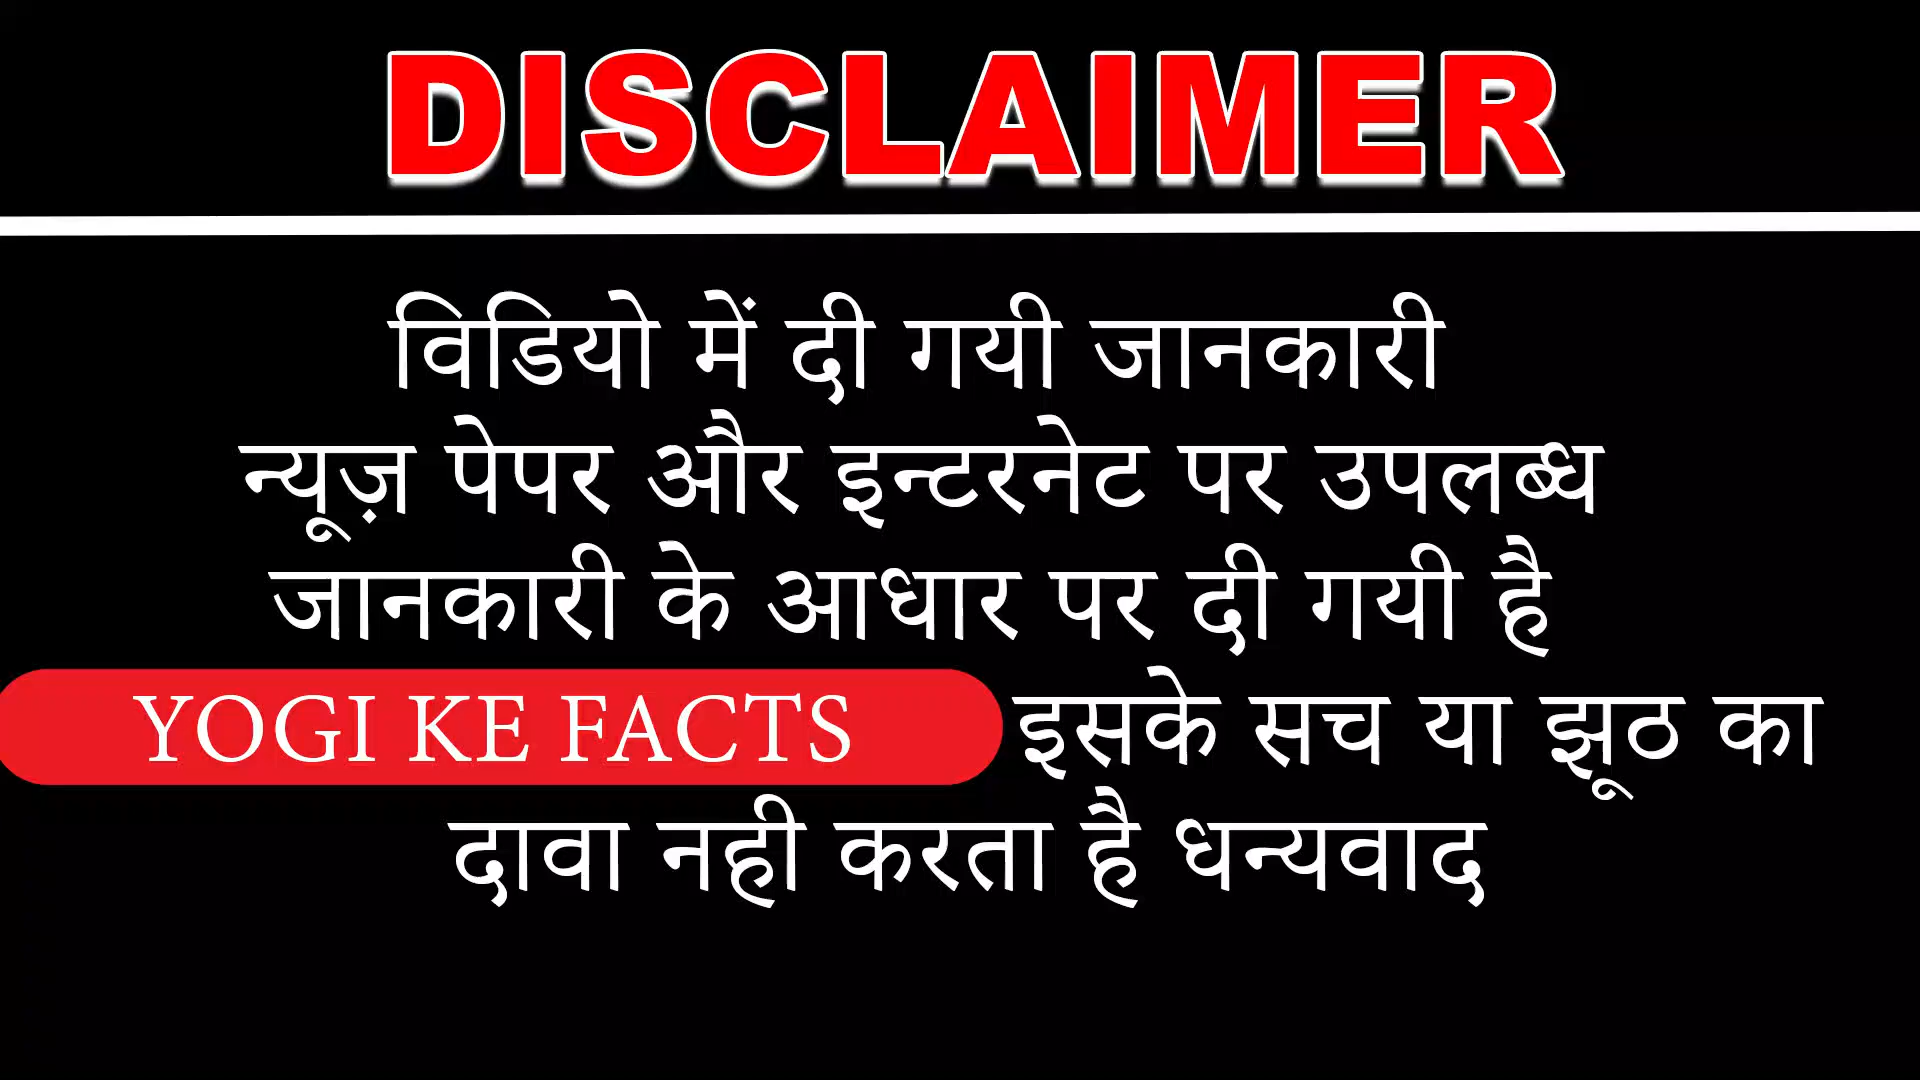 DISCLAIMER
विडियो में दी गयी जानकारी
न्यूज़ पेपर और इन्टरनेट पर उपलब्ध
जानकारी के आधार पर दी गयी है
YOGI KE FACTS इसके सच या झूठ का
दावा नही करता है धन्यवाद